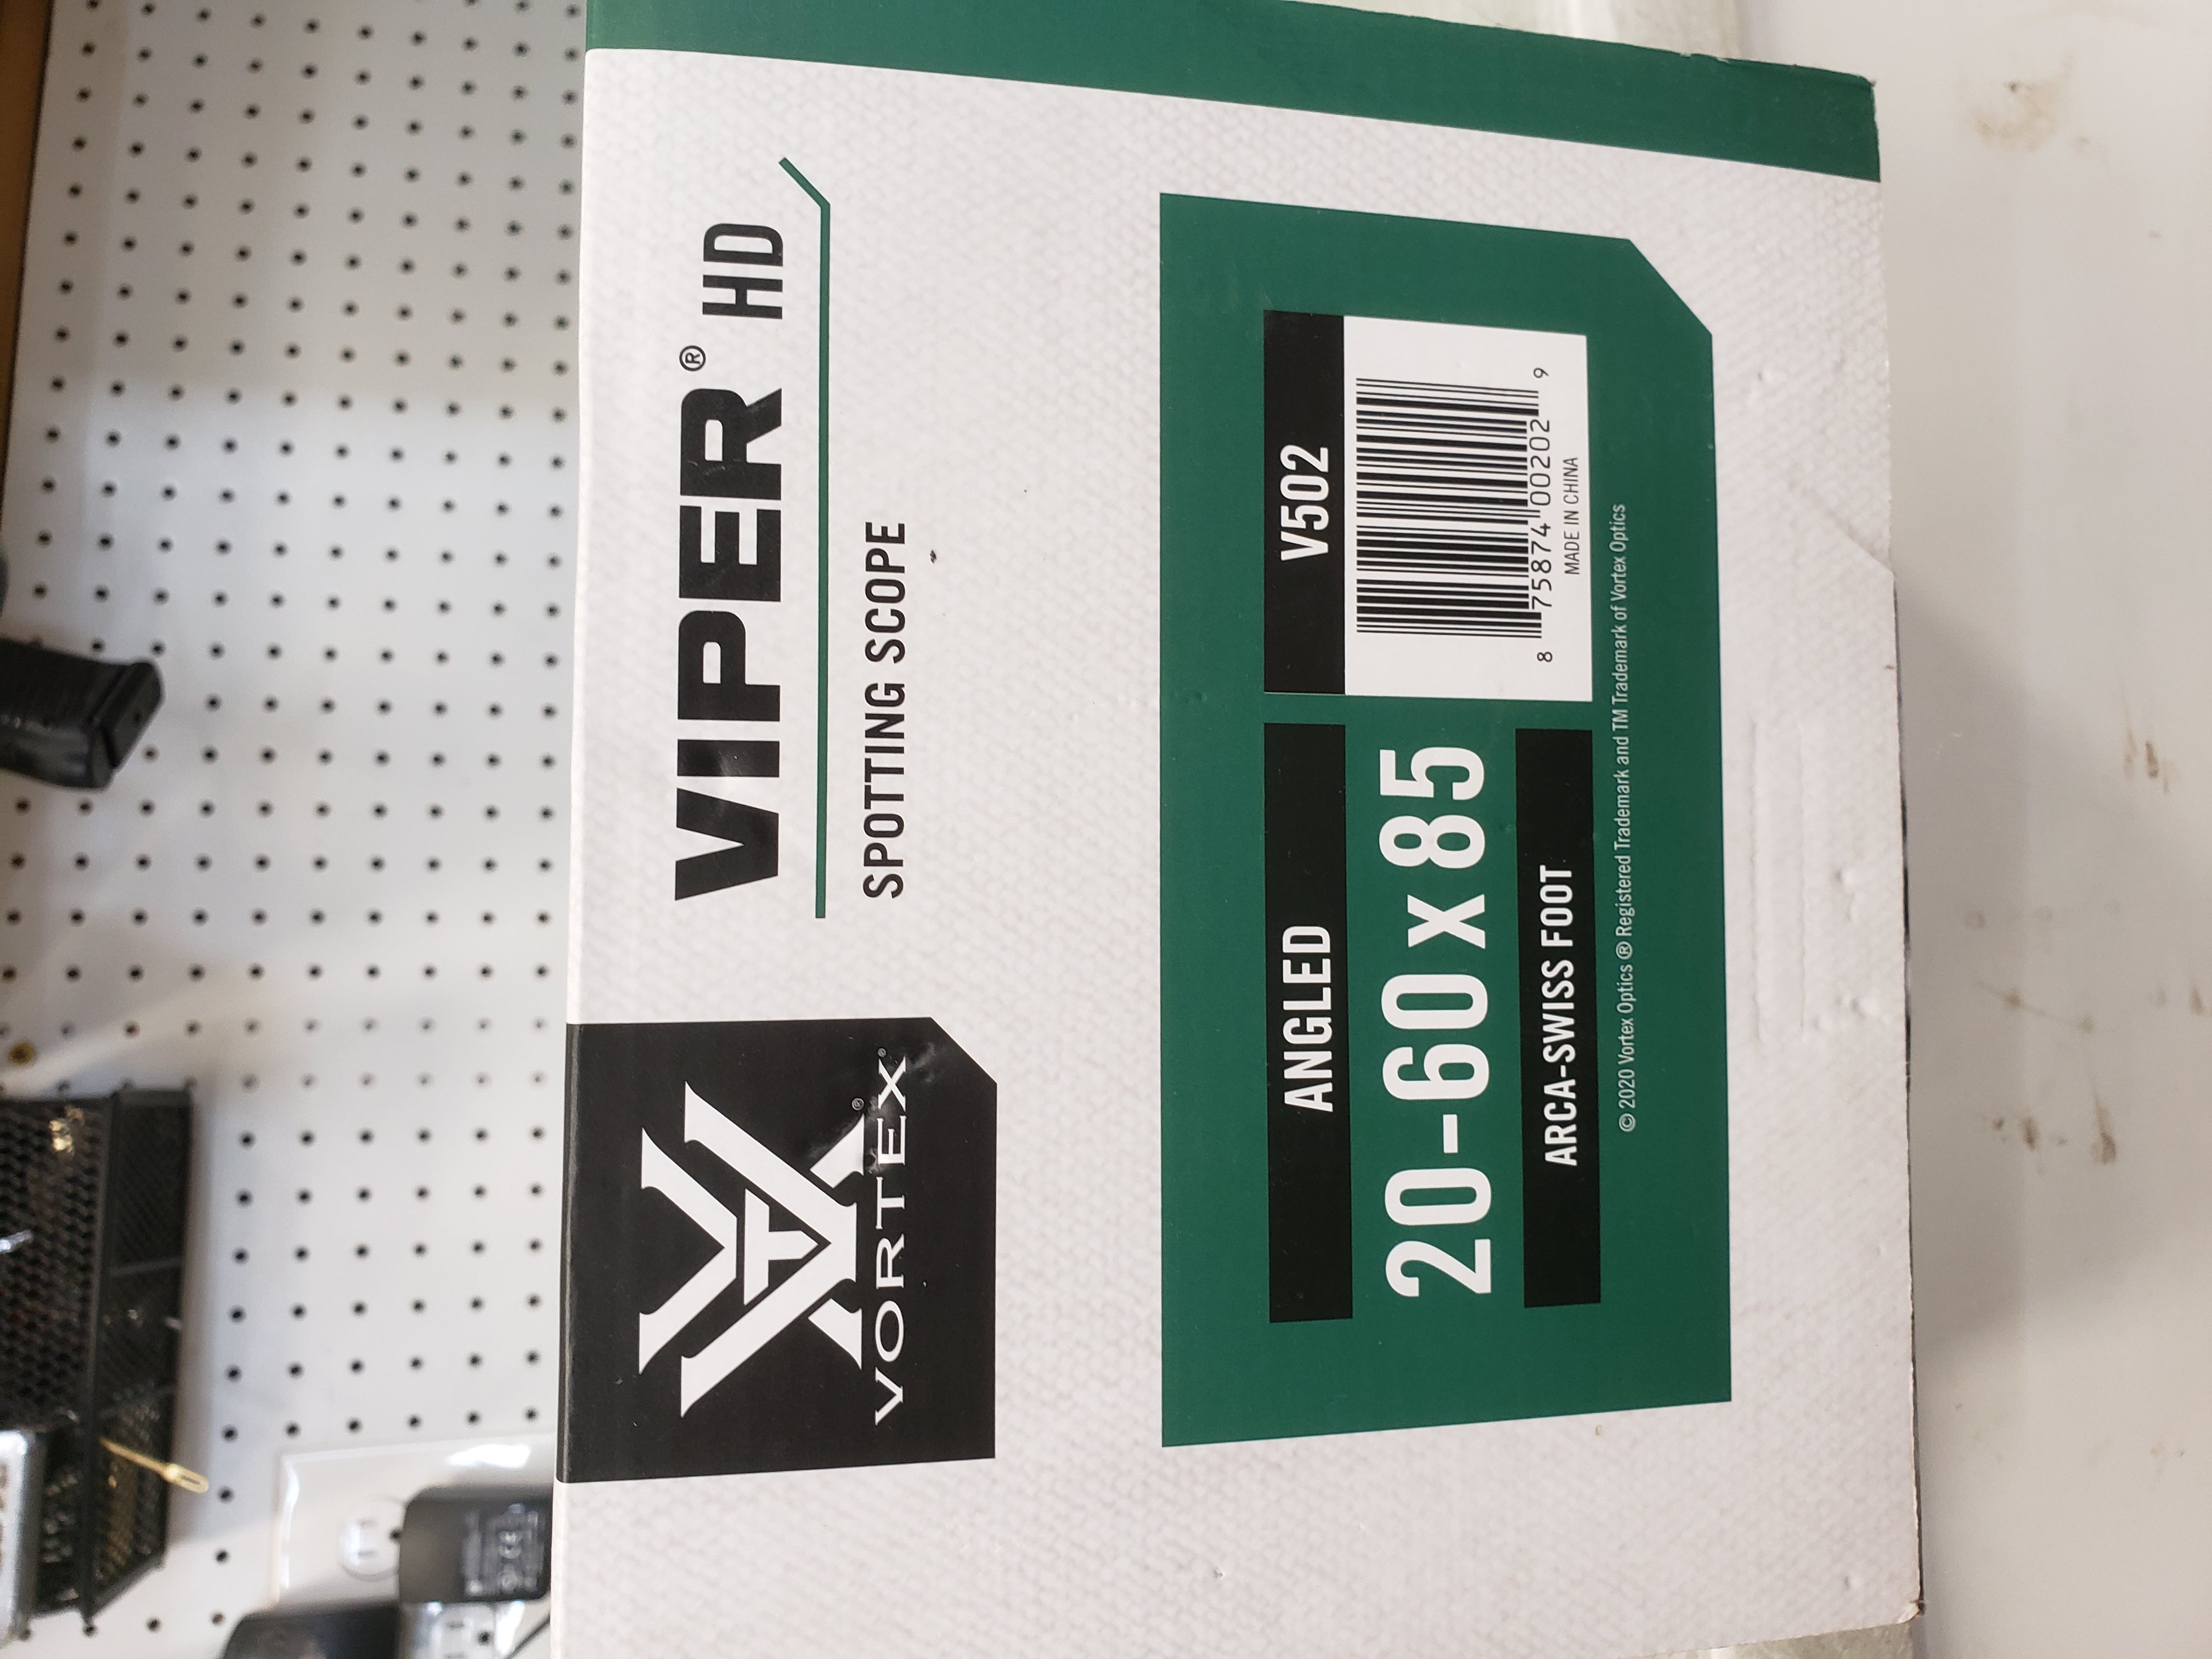 VORTEX®
VIPER® HD
SPOTTING SCOPE
ANGLED
20-60 x 85
ARCA-SWISS FOOT
V502
8 75874 00202 9
MADE IN CHINA
© 2020 Vortex Optics ® Registered Trademark and TM Trademark of Vortex Optics